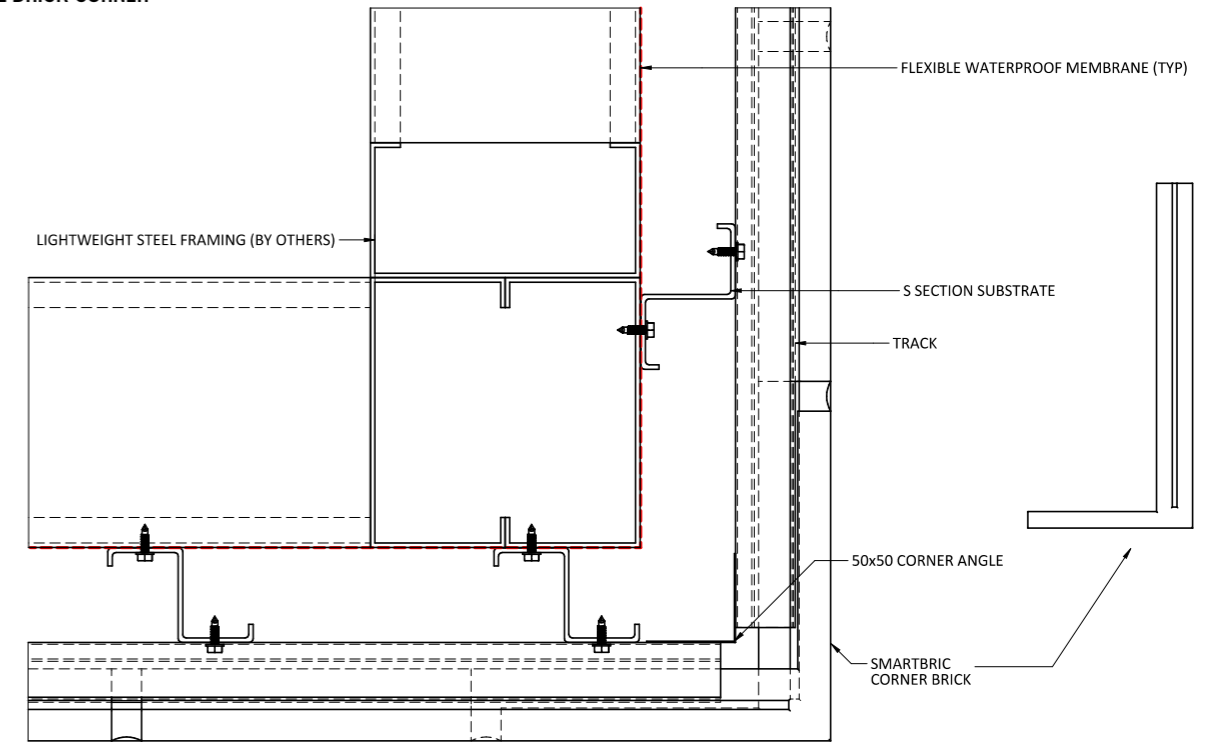 FLEXIBLE WATERPROOF MEMBRANE (TYP)
LIGHTWEIGHT STEEL FRAMING (BY OTHERS)
S SECTION SUBSTRATE
TRACK
50x50 CORNER ANGLE
SMARTBRIC
CORNER BRICK